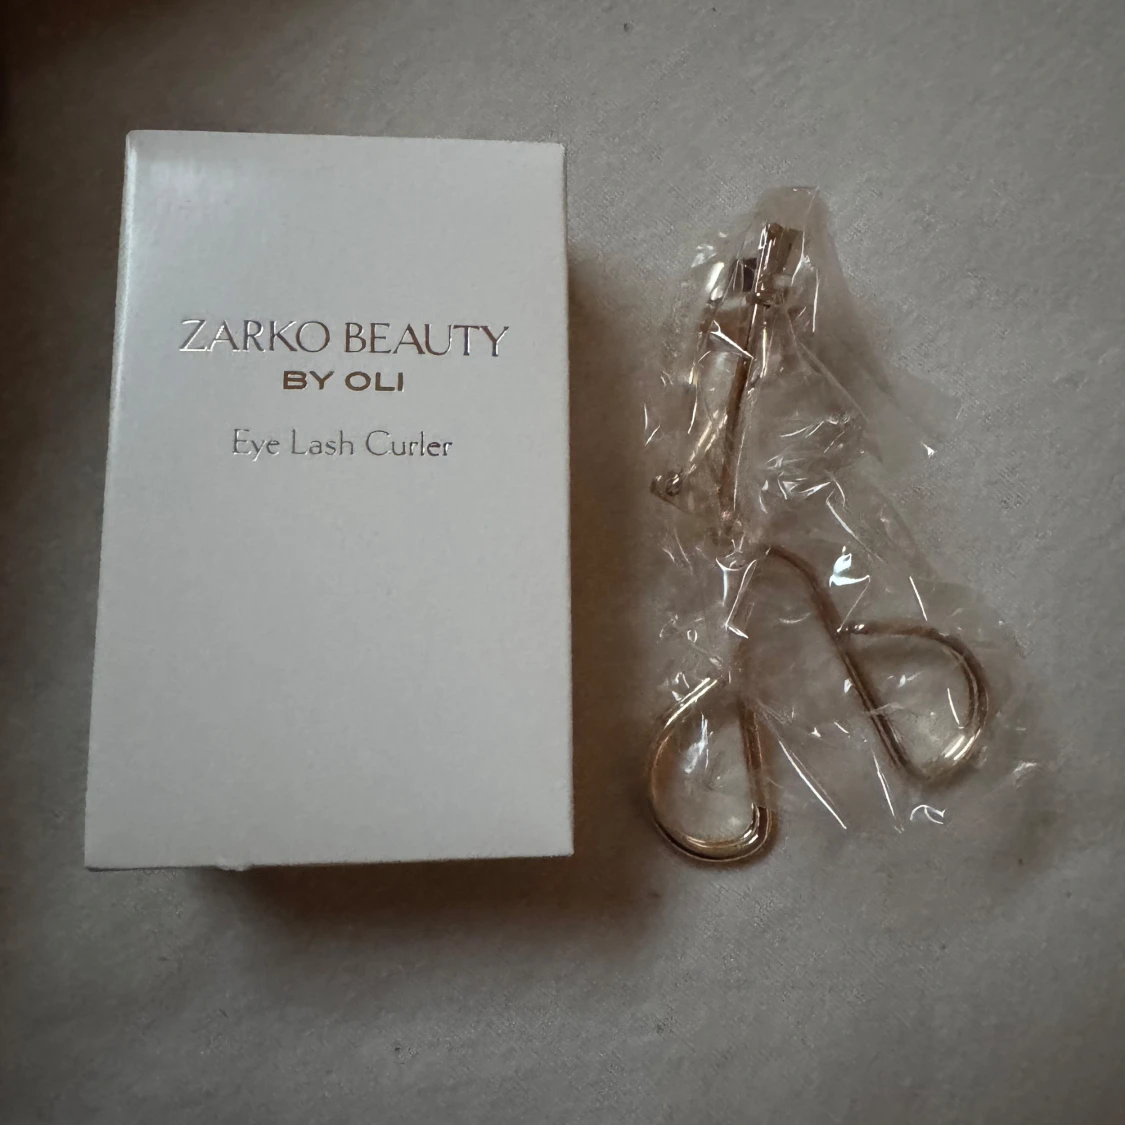 ZARKO BEAUTY
BY OLI
Eye Lash Curler